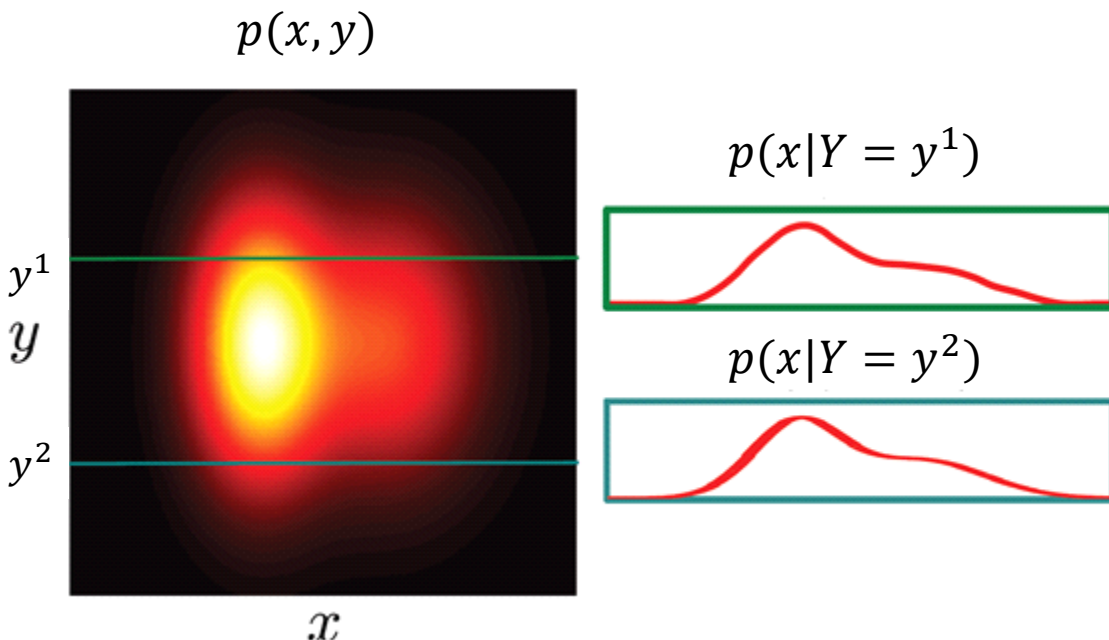 p(x, y)
p(x|Y = y¹)
y¹
y
p(x|Y = y²)
y²
x